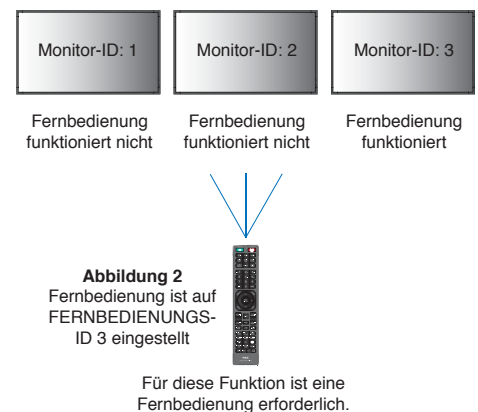 Monitor-ID: 1
Monitor-ID: 2
Monitor-ID: 3
Fernbedienung
funktioniert nicht
Fernbedienung
funktioniert nicht
Fernbedienung
funktioniert
Abbildung 2
Fernbedienung ist auf
FERNBEDIENUNGS-
ID 3 eingestellt
Für diese Funktion ist eine
Fernbedienung erforderlich.